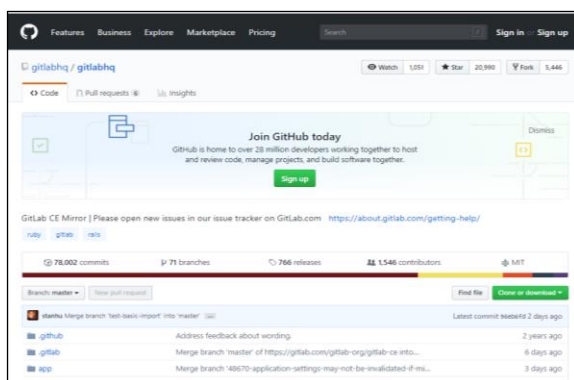 Features Business Explore Marketplace Pricing Search / Sign in or Sign up
gitlabhq / gitlabhq Watch 1,051 Star 20,990 Fork 5,446
Code Pull requests 6 Insights
Join GitHub today Dismiss
GitHub is home to over 28 million developers working together to host
and review code, manage projects, and build software together.
Sign up
GitLab CE Mirror | Please open new issues in our issue tracker on GitLab.com https://about.gitlab.com/getting-help/
ruby gitlab rails
78,002 commits 71 branches 766 releases 1,546 contributors MIT
Branch: master New pull request Find file Clone or download
stanhu Merge branch 'test-basic-import' into 'master' ... Latest commit 2 days ago
.github Address feedback about wording. 2 years ago
.gitlab Merge branch 'master' of https://gitlab.com/gitlab-org/gitlab-ce into... 6 days ago
app Merge branch '48670-application-settings-may-not-be-invalidated-if-mi... 3 days ago